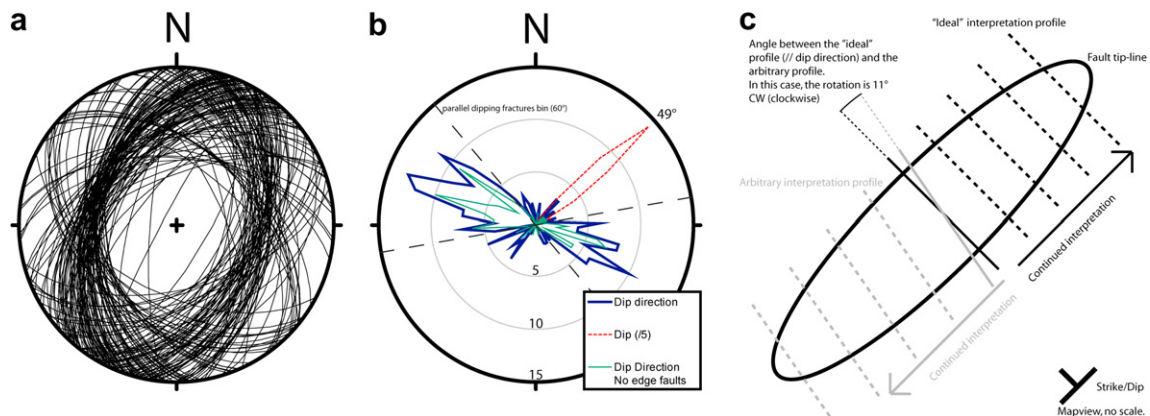 a
N
b
N
parallel dipping fractures bin (60°)
49°
5
10
15
Dip direction
Dip (/5)
Dip Direction
No edge faults
c
"Ideal" interpretation profile
Angle between the "ideal"
profile (// dip direction) and the
arbitrary profile.
In this case, the rotation is 11°
CW (clockwise)
Fault tip-line
Arbitrary interpretation profile
Continued interpretation
Continued interpretation
Strike/Dip
Mapview, no scale.